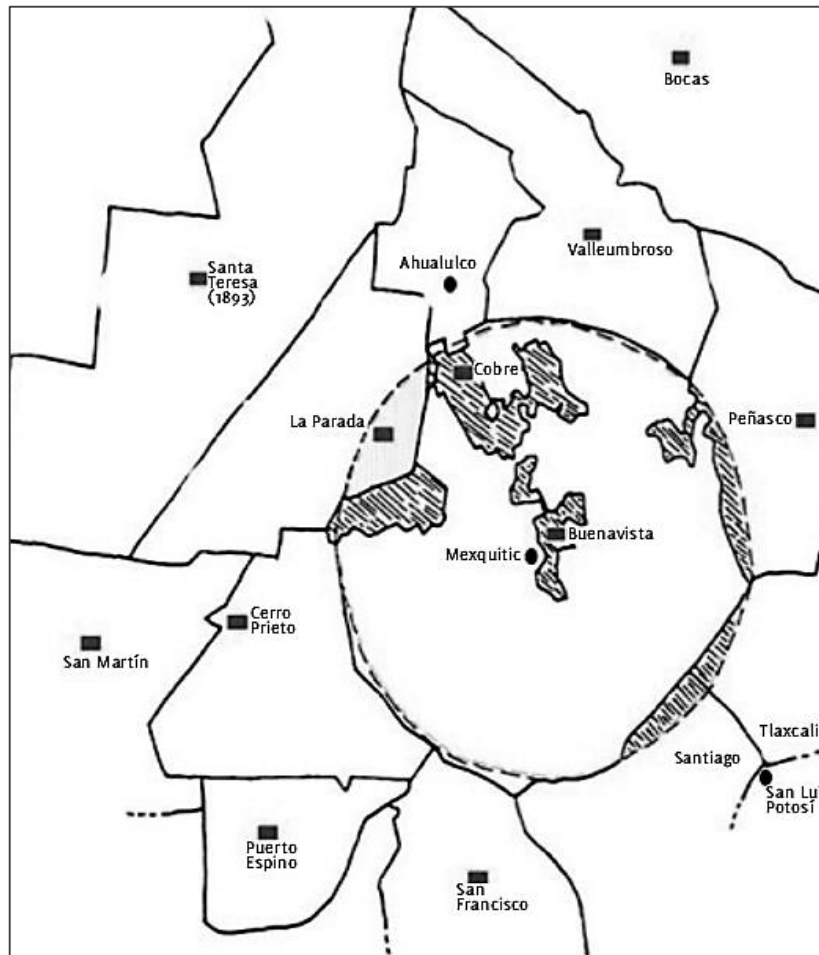 Bocas
Valleumbroso
Ahualulco
Santa
Teresa
(1893)
Cobre
La Parada
Peñasco
Buenavista
Mexquitic
Cerro
Prieto
San Martín
Tlaxcali
Santiago
San Lui
Potosí
Puerto
Espino
San
Francisco